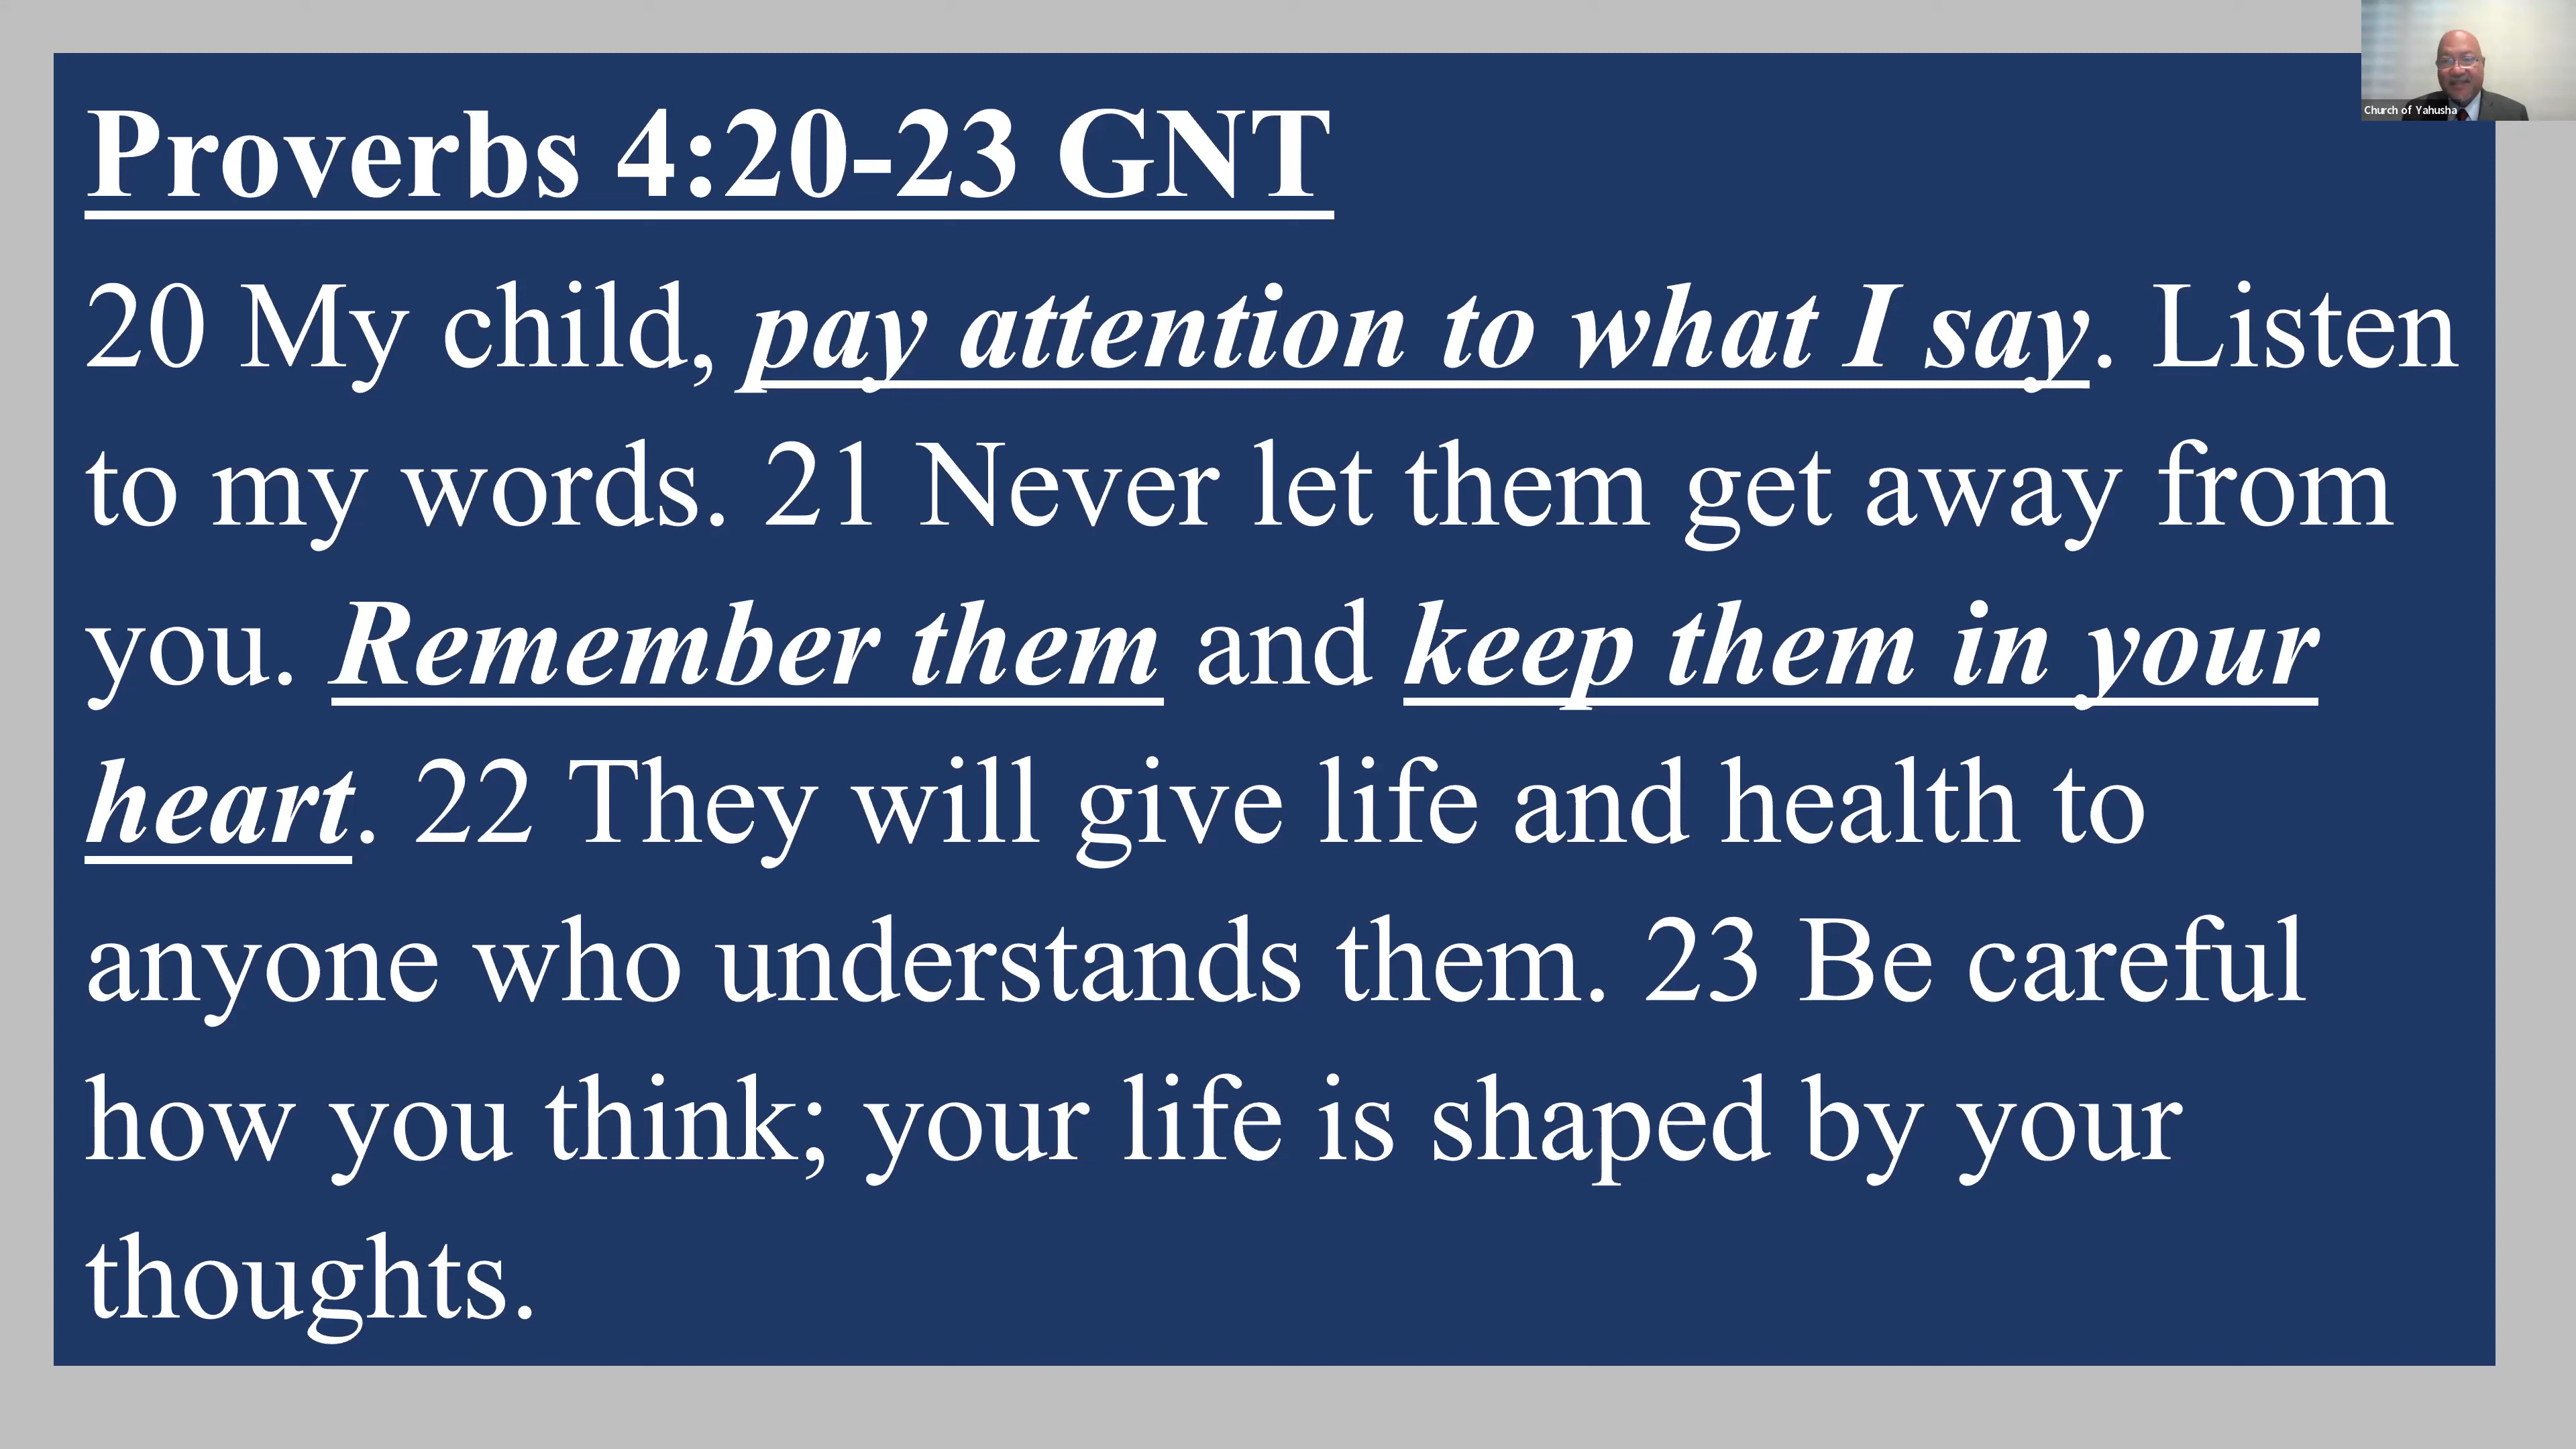 Proverbs 4:20-23 GNT
20 My child, pay attention to what I say. Listen
to my words. 21 Never let them get away from
you. Remember them and keep them in your
heart. 22 They will give life and health to
anyone who understands them. 23 Be careful
how you think; your life is shaped by your
thoughts.
Church of Yahusha